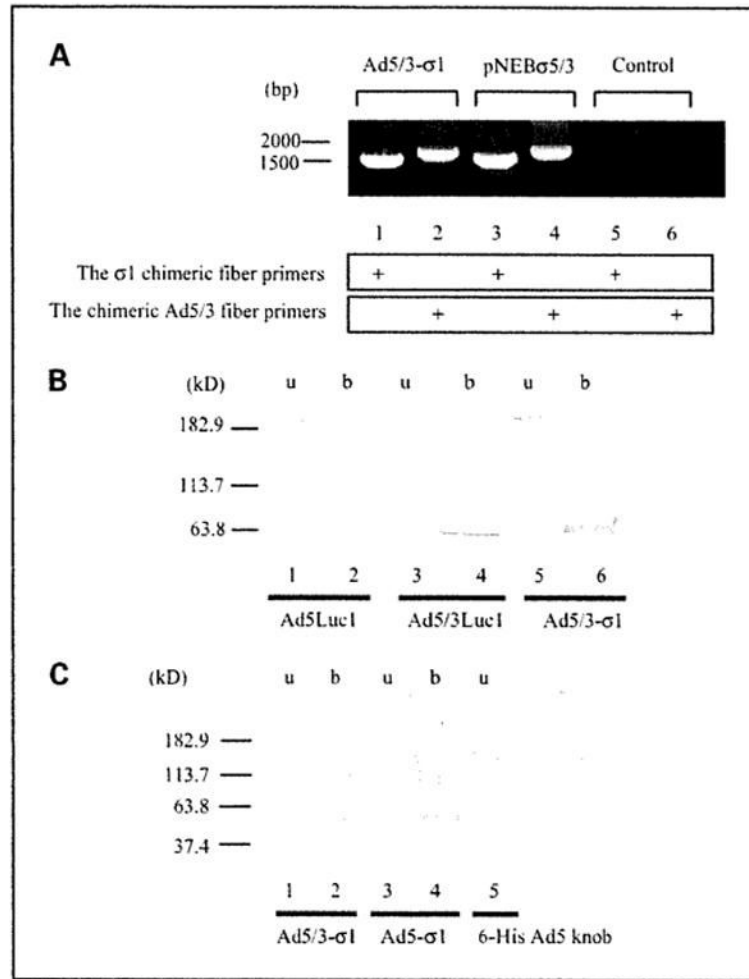 A
Ad5/3-σ1 pNEBσ5/3 Control
(bp)
2000
1500
1 2 3 4 5 6
The σ1 chimeric fiber primers + + +
The chimeric Ad5/3 fiber primers + + +
B
(kD) u b u b u b
182.9
113.7
63.8
1 2 3 4 5 6
Ad5Luc1 Ad5/3Luc1 Ad5/3-σ1
C
(kD) u b u b u
182.9
113.7
63.8
37.4
1 2 3 4 5
Ad5/3-σ1 Ad5-σ1 6-His Ad5 knob